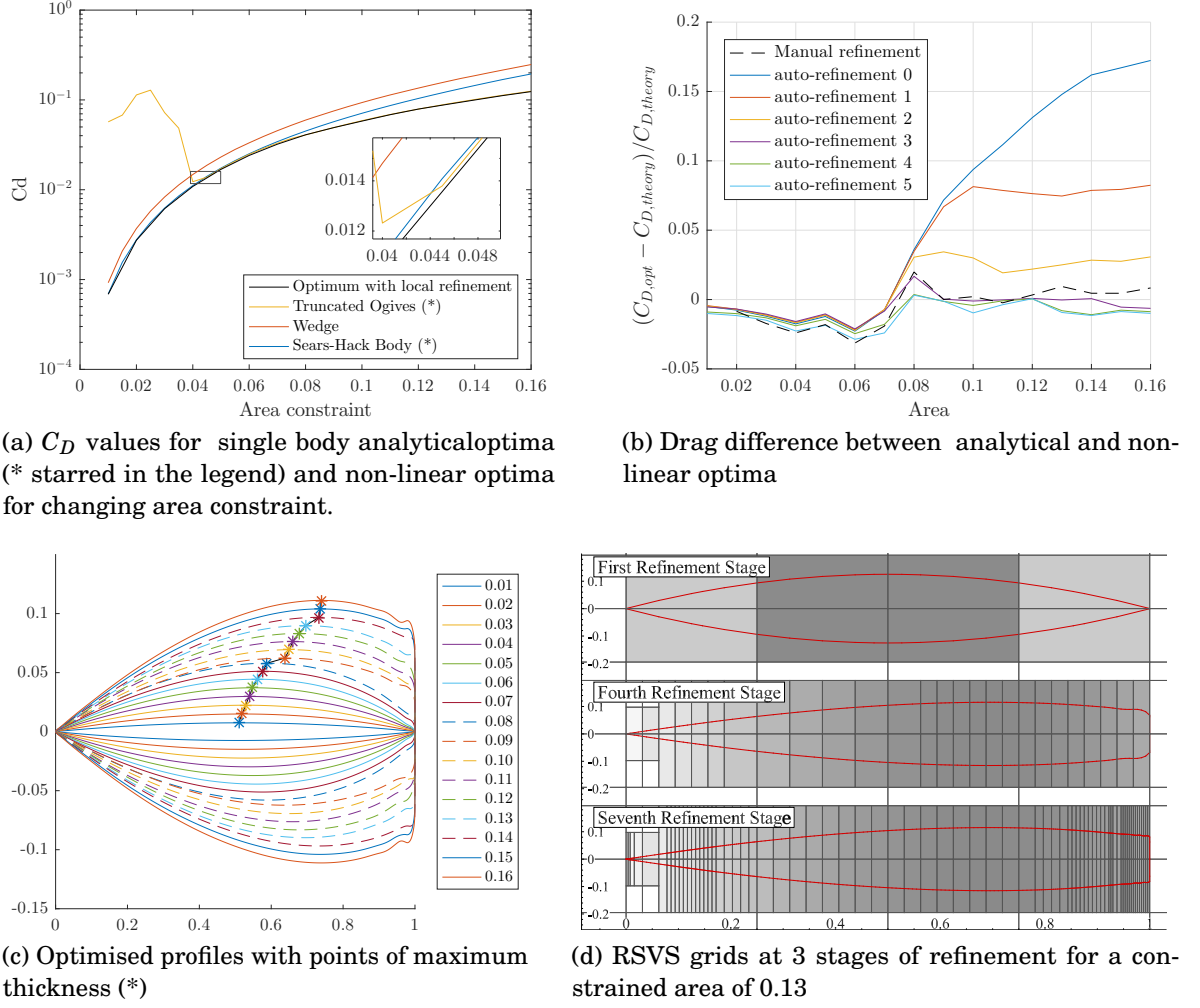 10^0
10^-1
10^-2
10^-3
10^-4
Cd
0.014
0.012
0.04 0.044 0.048
Optimum with local refinement
Truncated Ogives (*)
Wedge
Sears-Hack Body (*)
0 0.02 0.04 0.06 0.08 0.1 0.12 0.14 0.16
Area constraint
(a) C_D values for single body analyticaloptima
(* starred in the legend) and non-linear optima
for changing area constraint.
0.2
0.15
0.1
0.05
0
-0.05
(C_{D,opt} − C_{D,theory})/C_{D,theory}
Manual refinement
auto-refinement 0
auto-refinement 1
auto-refinement 2
auto-refinement 3
auto-refinement 4
auto-refinement 5
0.02 0.04 0.06 0.08 0.10 0.12 0.14 0.16
Area
(b) Drag difference between analytical and non-
linear optima
0.1
0.05
0
-0.05
-0.1
-0.15
0 0.2 0.4 0.6 0.8 1
0.01
0.02
0.03
0.04
0.05
0.06
0.07
0.08
0.09
0.10
0.11
0.12
0.13
0.14
0.15
0.16
(c) Optimised profiles with points of maximum
thickness (*)
First Refinement Stage
0.1
0
-0.1
-0.2
Fourth Refinement Stage
0.1
0
-0.1
-0.2
Seventh Refinement Stage
0.1
0
-0.1
-0.2
0 0.2 0.4 0.6 0.8 1
(d) RSVS grids at 3 stages of refinement for a con-
strained area of 0.13